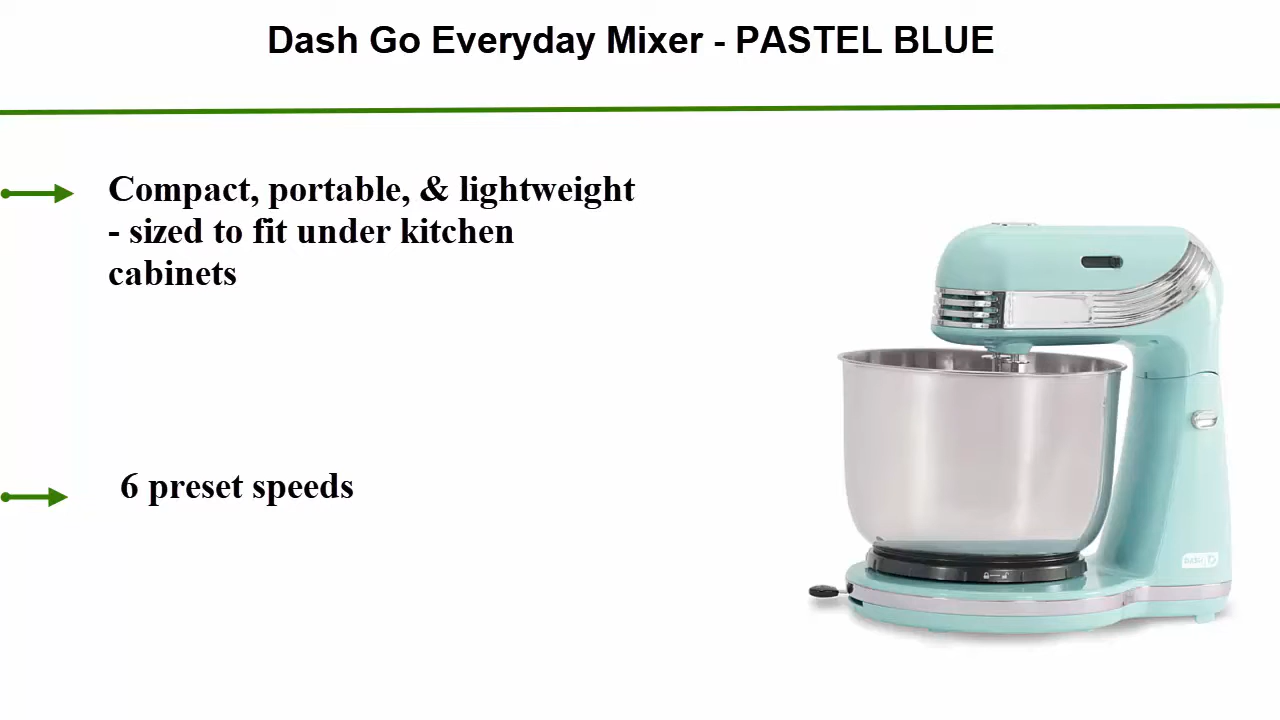 Dash Go Everyday Mixer - PASTEL BLUE
Compact, portable, & lightweight
- sized to fit under kitchen
cabinets
6 preset speeds